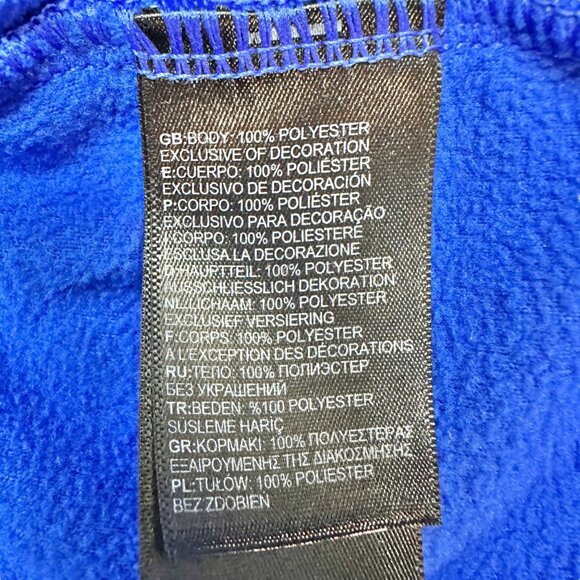 GB:BODY: 100% POLYESTER
EXCLUSIVE OF DECORATION
E:CUERPO: 100% POLIÉSTER
EXCLUSIVO DE DECORACIÓN
P:CORPO: 100% POLIÉSTER
EXCLUSIVO PARA DECORAÇÃO
I:CORPO: 100% POLIESTERE
ESCLUSA LA DECORAZIONE
D:HAUPTTEIL: 100% POLYESTER
AUSSCHLIESSLICH DEKORATION
NL:LICHAAM: 100% POLYESTER
EXCLUSIEF VERSIERING
F:CORPS: 100% POLYESTER
À L'EXCEPTION DES DÉCORATIONS
RU:ТЕЛО: 100% ПОЛИЭСТЕР
БЕЗ УКРАШЕНИЙ
TR:BEDEN: %100 POLYESTER
SÜSLEME HARİÇ
GR:ΚΟΡΜΑΚΙ: 100% ΠΟΛΥΕΣΤΕΡΑΣ
ΕΞΑΙΡΟΥΜΕΝΗΣ ΤΗΣ ΔΙΑΚΟΣΜΗΣΗΣ
PL:TUŁÓW: 100% POLIESTER
BEZ ZDOBIEN